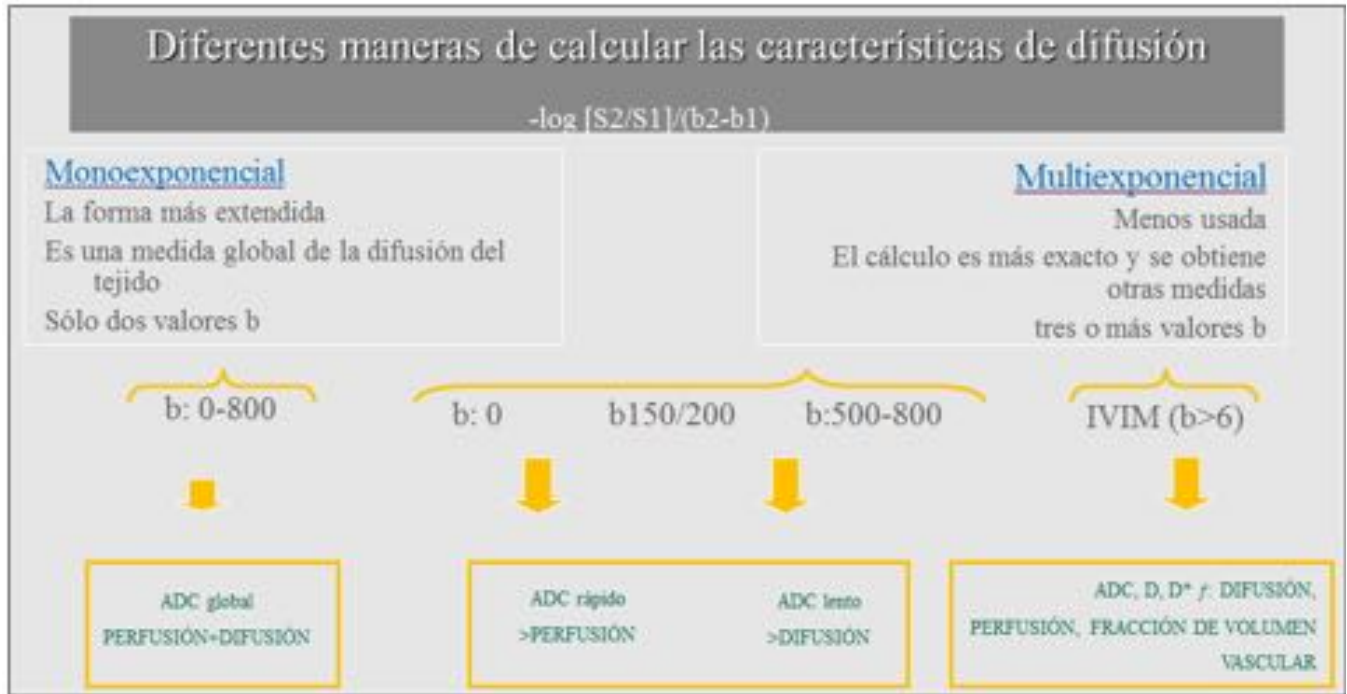 Diferentes maneras de calcular las características de difusión
-log [S2/S1]/(b2-b1)
Monoexponencial
La forma más extendida
Es una medida global de la difusión del
tejido
Sólo dos valores b
Multiexponencial
Menos usada
El cálculo es más exacto y se obtiene
otras medidas
tres o más valores b
b: 0-800
b: 0 b150/200 b:500-800
IVIM (b>6)
ADC global
PERFUSIÓN+DIFUSIÓN
ADC rápido
>PERFUSIÓN
ADC lento
>DIFUSIÓN
ADC, D, D* f: DIFUSIÓN,
PERFUSIÓN, FRACCIÓN DE VOLUMEN
VASCULAR